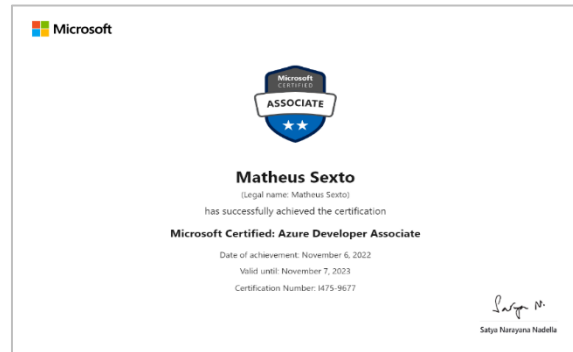 Microsoft
Microsoft
CERTIFIED
ASSOCIATE
Matheus Sexto
(Legal name: Matheus Sexto)
has successfully achieved the certification
Microsoft Certified: Azure Developer Associate
Date of achievement: November 6, 2022
Valid until: November 7, 2023
Certification Number: I475-9677
Satya N.
Satya Narayana Nadella